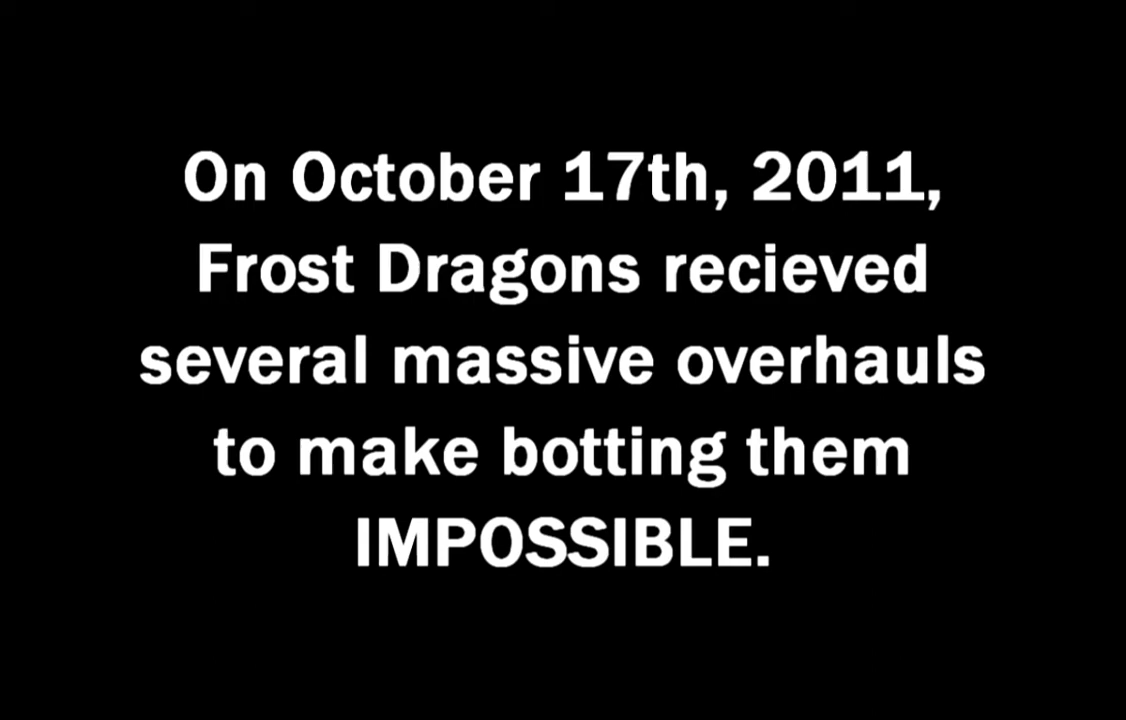 On October 17th, 2011,
Frost Dragons recieved
several massive overhauls
to make botting them
IMPOSSIBLE.